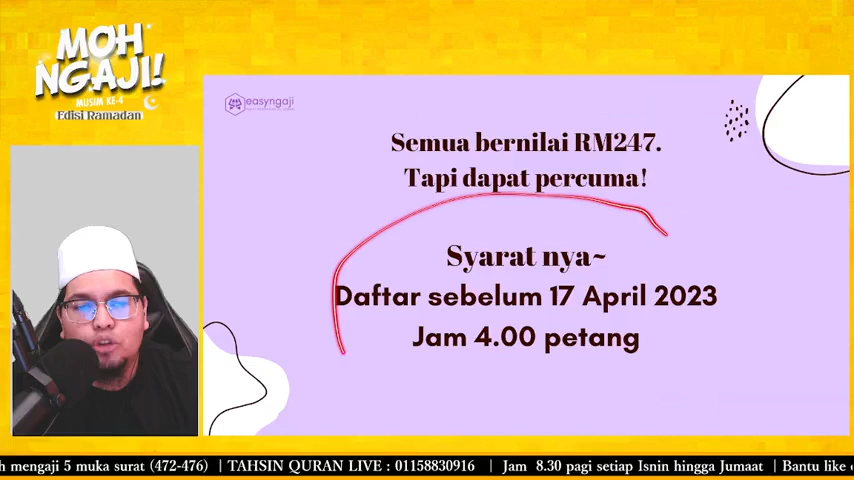 MOH
NGAJI!
MUSIM KE-4
Edisi Ramadan
easyngaji
Semua bernilai RM247.
Tapi dapat percuma!
Syarat nya~
Daftar sebelum 17 April 2023
Jam 4.00 petang
mengaji 5 muka surat (472-476) | TAHSIN QURAN LIVE : 01158830916 | Jam 8.30 pagi setiap Isnin hingga Jumaat | Bantu like